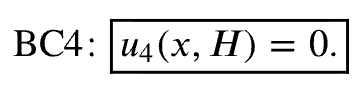 BC4: u₄(x, H) = 0.